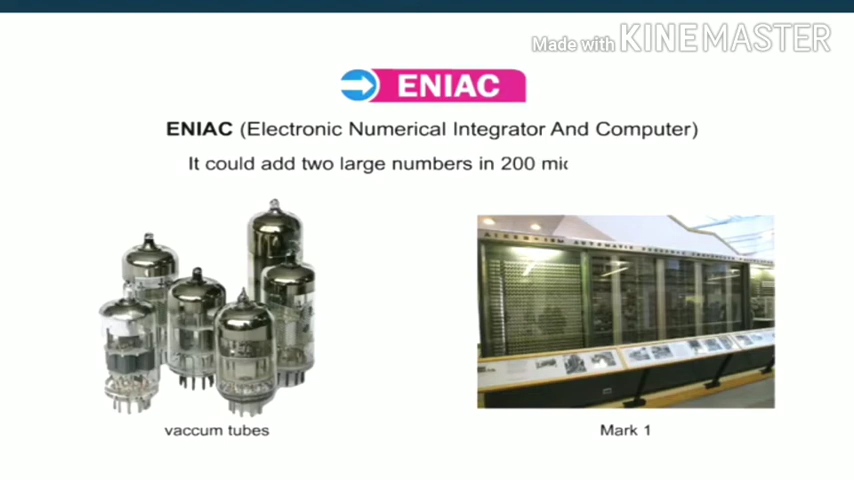 Made with KINEMASTER
ENIAC
ENIAC (Electronic Numerical Integrator And Computer)
It could add two large numbers in 200 mic
vaccum tubes
Mark 1